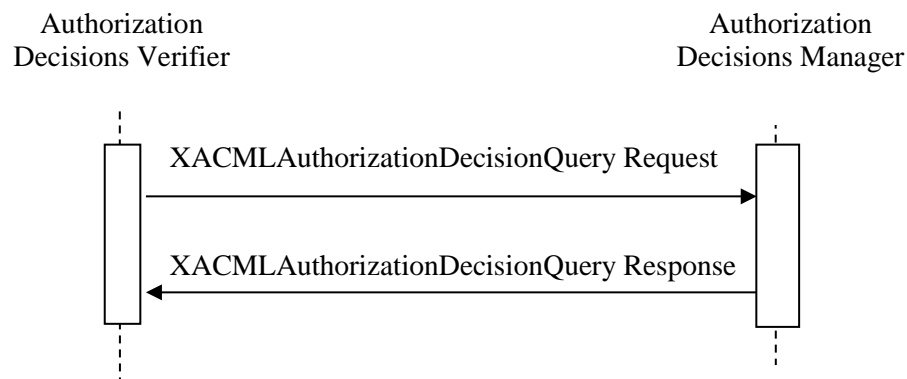 Authorization
Decisions Verifier
Authorization
Decisions Manager
XACMLAuthorizationDecisionQuery Request
XACMLAuthorizationDecisionQuery Response